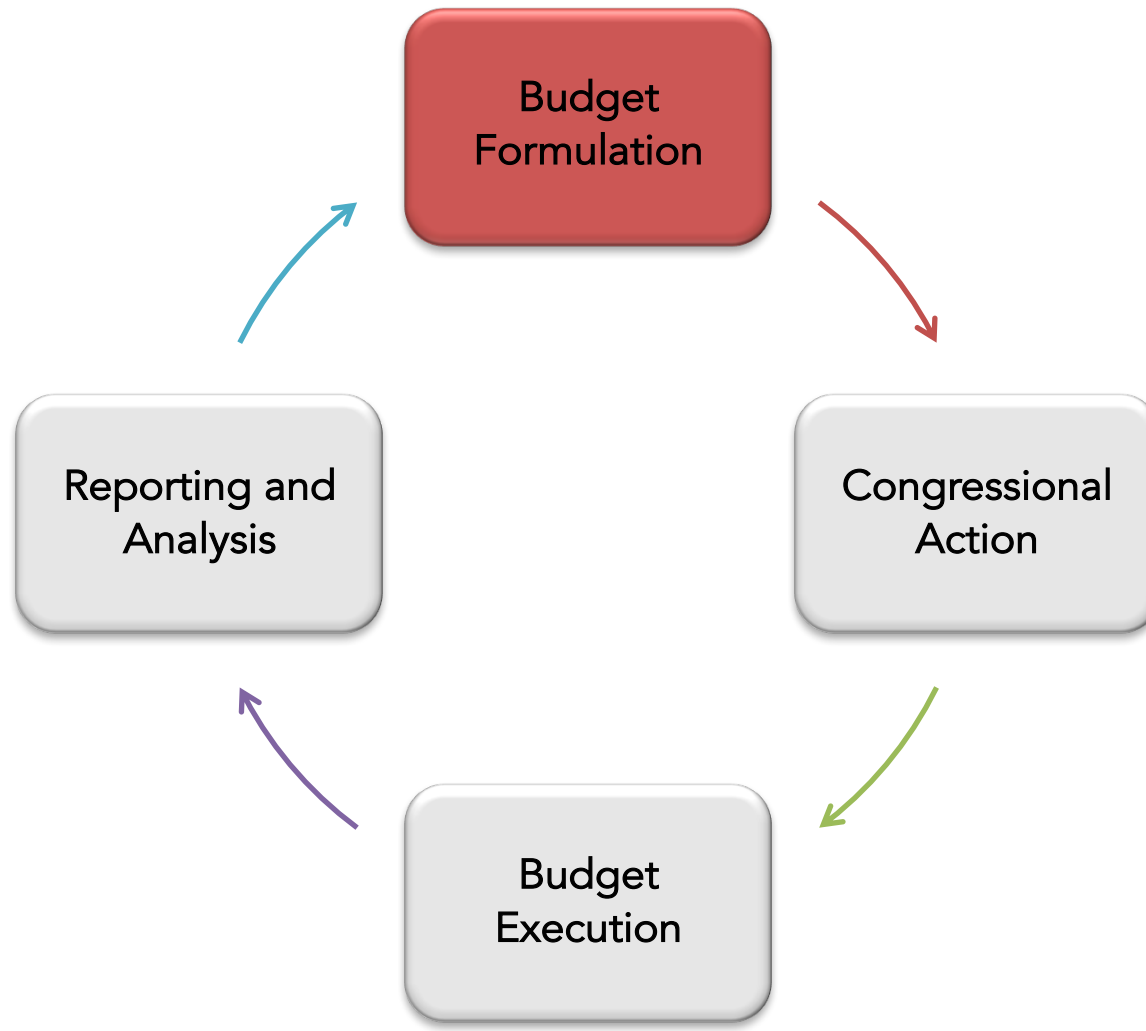 Budget
Formulation
Reporting and
Analysis
Congressional
Action
Budget
Execution